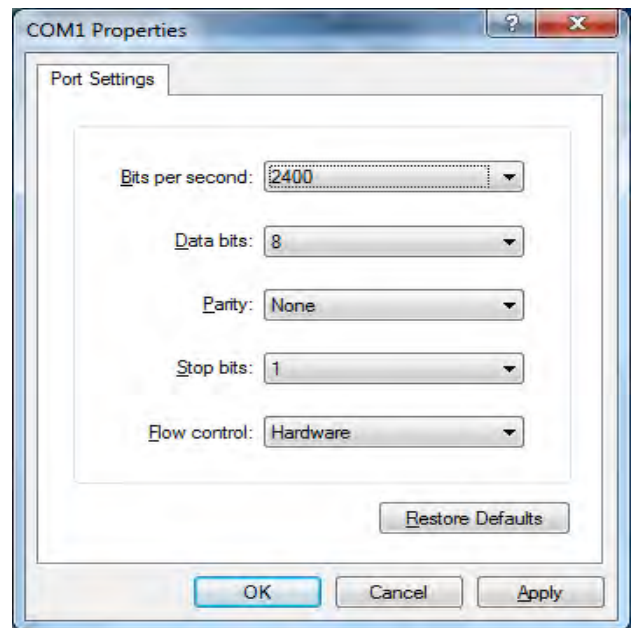 COM1 Properties
?
X
Port Settings
Bits per second: 2400
Data bits: 8
Parity: None
Stop bits: 1
Flow control: Hardware
Restore Defaults
OK Cancel Apply